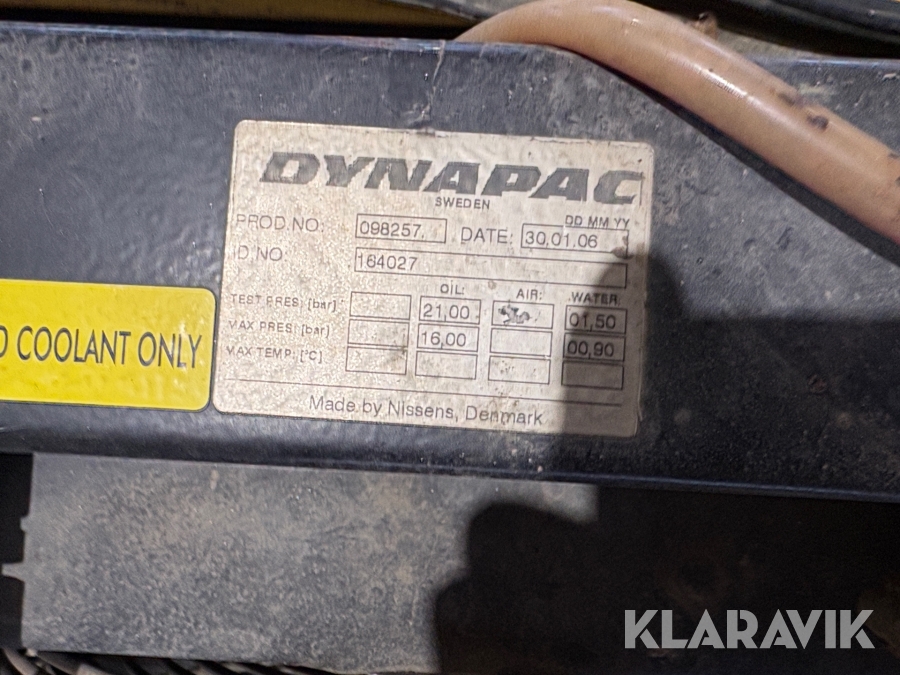 DYNAPAC
SWEDEN
DD MM YY
PROD.NO: 098257. DATE: 30.01.06
ID.NO: 164027
OIL: AIR: WATER
TEST PRES: [bar] 21,00 01,50
MAX PRES: [bar] 16,00 00,90
MAX TEMP: [°C]
Made by Nissens, Denmark
COOLANT ONLY
KLARAVIK